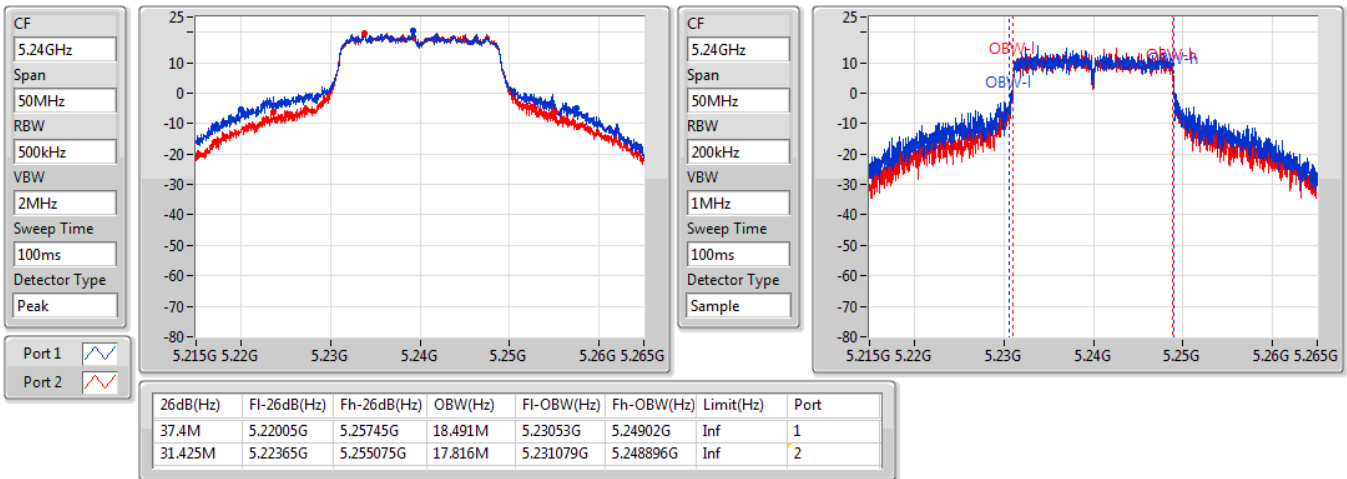 CF
5.24GHz
Span
50MHz
RBW
500kHz
VBW
2MHz
Sweep Time
100ms
Detector Type
Peak
25
10
0
-10
-20
-30
-40
-50
-60
-70
-80
5.215G 5.22G 5.23G 5.24G 5.25G 5.26G 5.265G
CF
5.24GHz
Span
50MHz
RBW
200kHz
VBW
1MHz
Sweep Time
100ms
Detector Type
Sample
25
10
0
-10
-20
-30
-40
-50
-60
-70
-80
OBW-l
OBW-h
OBW-l
OBW-h
5.215G 5.22G 5.23G 5.24G 5.25G 5.26G 5.265G
Port 1
Port 2
26dB(Hz) Fl-26dB(Hz) Fh-26dB(Hz) OBW(Hz) Fl-OBW(Hz) Fh-OBW(Hz) Limit(Hz) Port
37.4M 5.22005G 5.25745G 18.491M 5.23053G 5.24902G Inf 1
31.425M 5.22365G 5.255075G 17.816M 5.231079G 5.248896G Inf 2